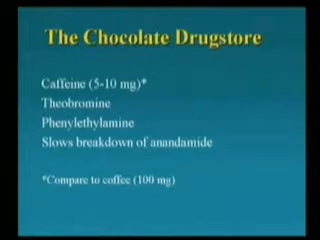 The Chocolate Drugstore
Caffeine (5-10 mg)*
Theobromine
Phenylethylamine
Slows breakdown of anandamide
*Compare to coffee (100 mg)